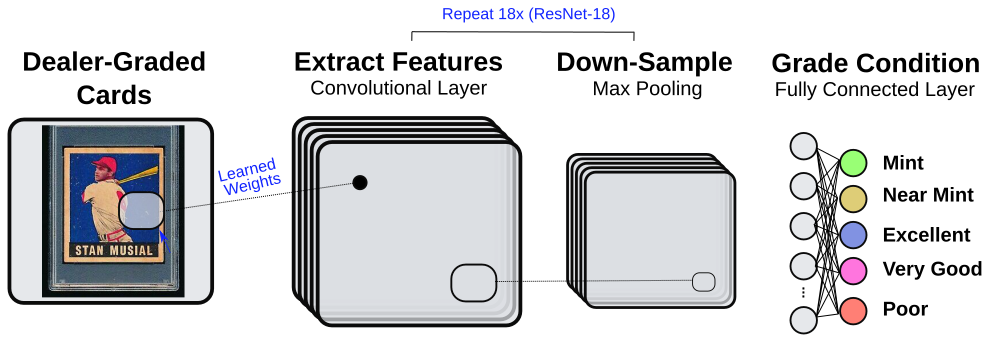 Repeat 18x (ResNet-18)
Dealer-Graded
Cards
Extract Features
Convolutional Layer
Down-Sample
Max Pooling
Grade Condition
Fully Connected Layer
Learned
Weights
STAN MUSIAL
Mint
Near Mint
Excellent
Very Good
Poor